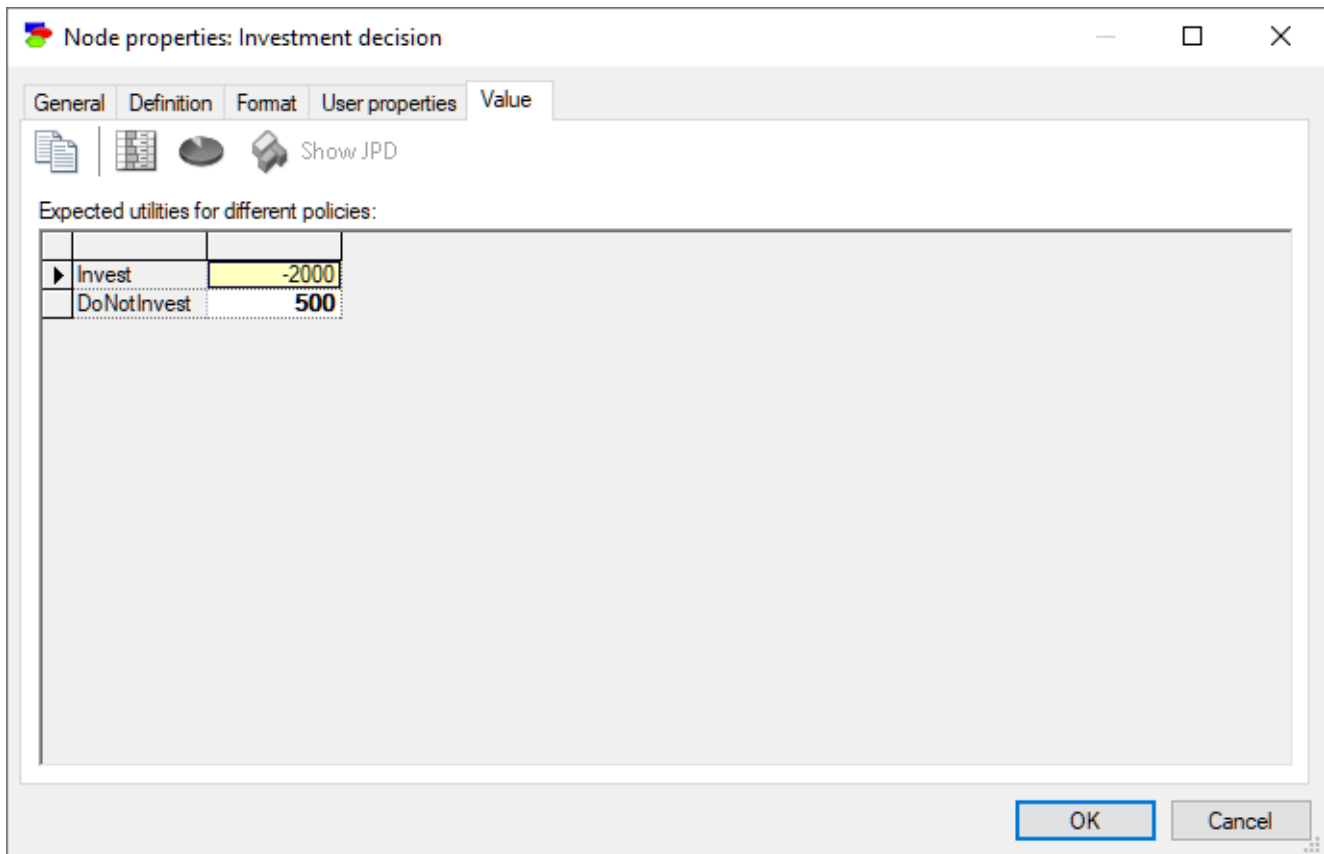 Node properties: Investment decision
General Definition Format User properties Value
Show JPD
Expected utilities for different policies:
Invest -2000
DoNotInvest 500
OK Cancel